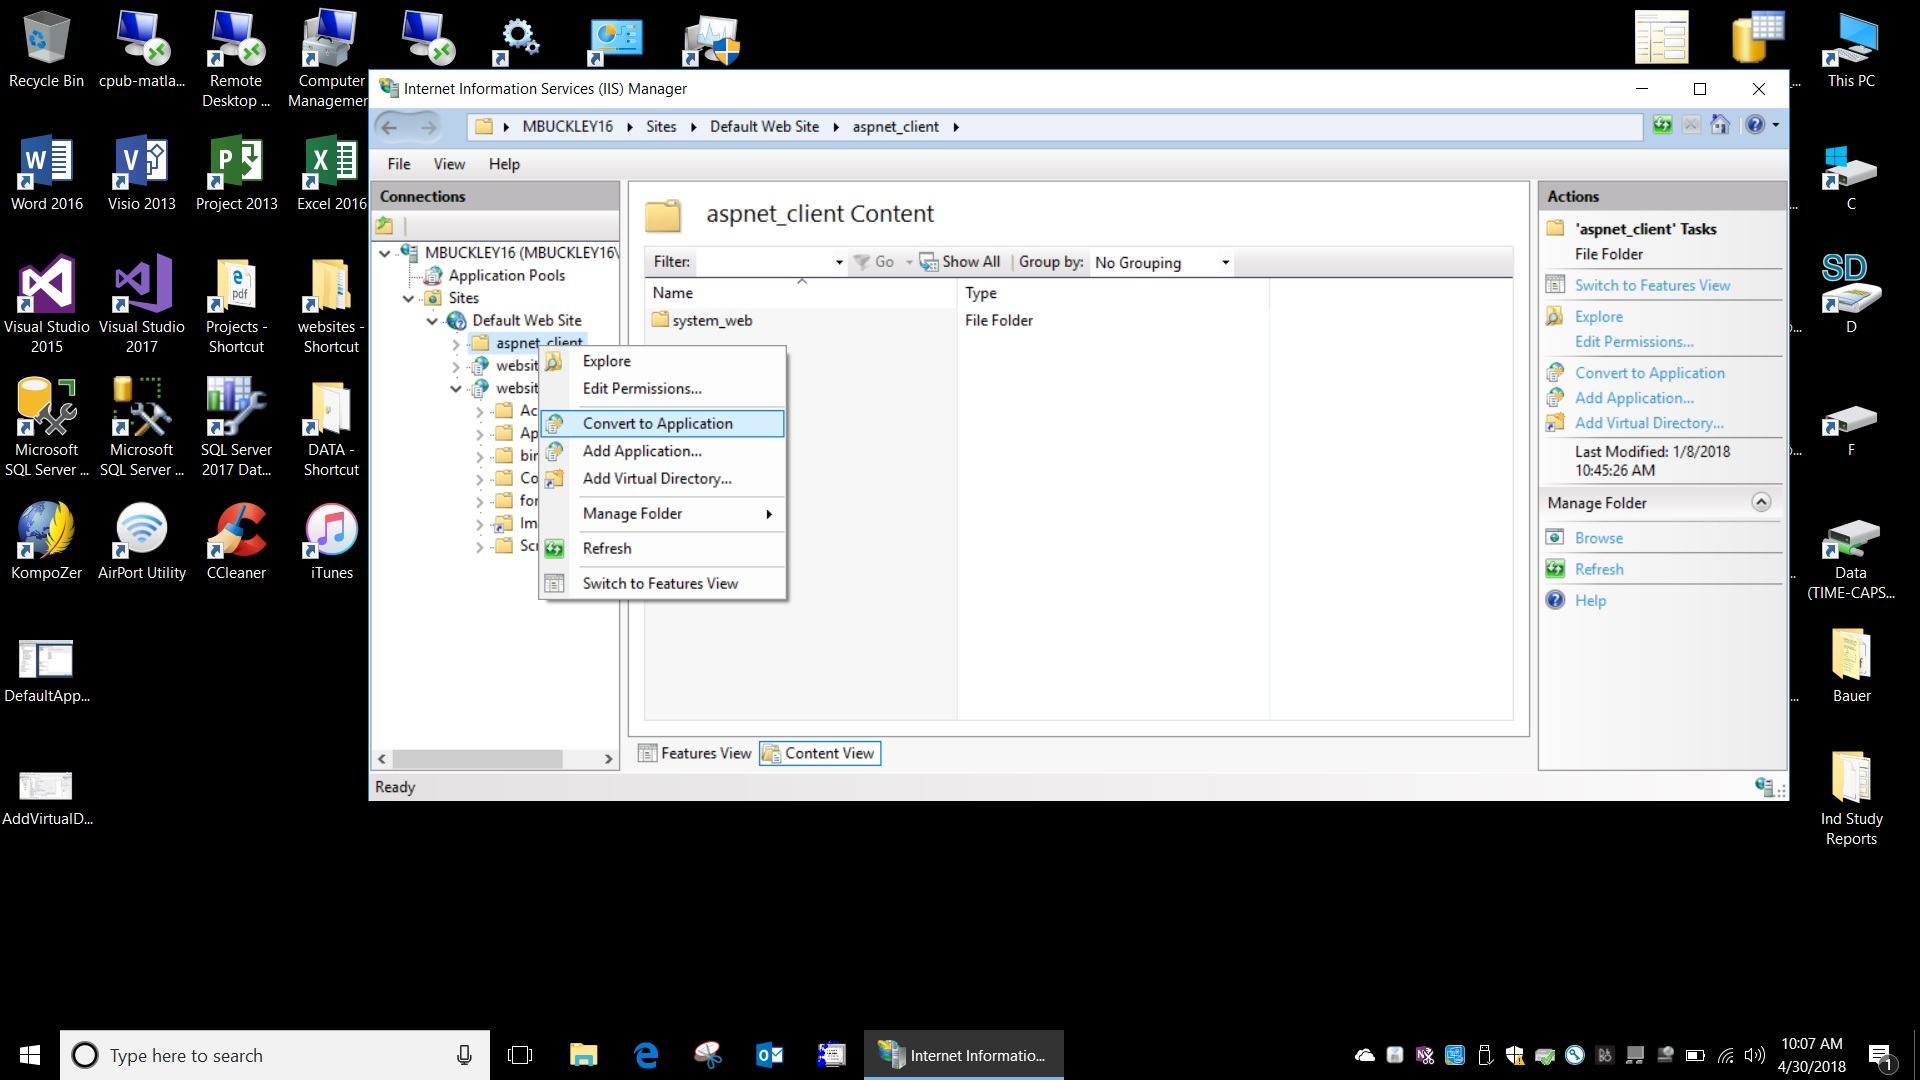 Recycle Bin
cpub-matla...
Remote
Desktop ...
Computer
Managemer
This PC
Word 2016
Visio 2013
Project 2013
Excel 2016
C
Visual Studio
2015
Visual Studio
2017
Projects -
Shortcut
websites -
Shortcut
D
Microsoft
SQL Server ...
Microsoft
SQL Server ...
SQL Server
2017 Dat...
DATA -
Shortcut
F
KompoZer
AirPort Utility
CCleaner
iTunes
Data
(TIME-CAPS...
DefaultApp...
Bauer
AddVirtualD...
Ind Study
Reports
Internet Information Services (IIS) Manager
MBUCKLEY16
Sites
Default Web Site
aspnet_client
File
View
Help
Connections
MBUCKLEY16 (MBUCKLEY16\
Application Pools
Sites
Default Web Site
aspnet_client
websit
websit
Ac
Ap
bin
Co
for
Im
Scr
Explore
Edit Permissions...
Convert to Application
Add Application...
Add Virtual Directory...
Manage Folder
Refresh
Switch to Features View
aspnet_client Content
Filter:
Go
Show All
Group by:
No Grouping
Name
Type
system_web
File Folder
Features View
Content View
Actions
'aspnet_client' Tasks
File Folder
Switch to Features View
Explore
Edit Permissions...
Convert to Application
Add Application...
Add Virtual Directory...
Last Modified: 1/8/2018
10:45:26 AM
Manage Folder
Browse
Refresh
Help
Ready
Type here to search
Internet Informatio...
10:07 AM
4/30/2018
1